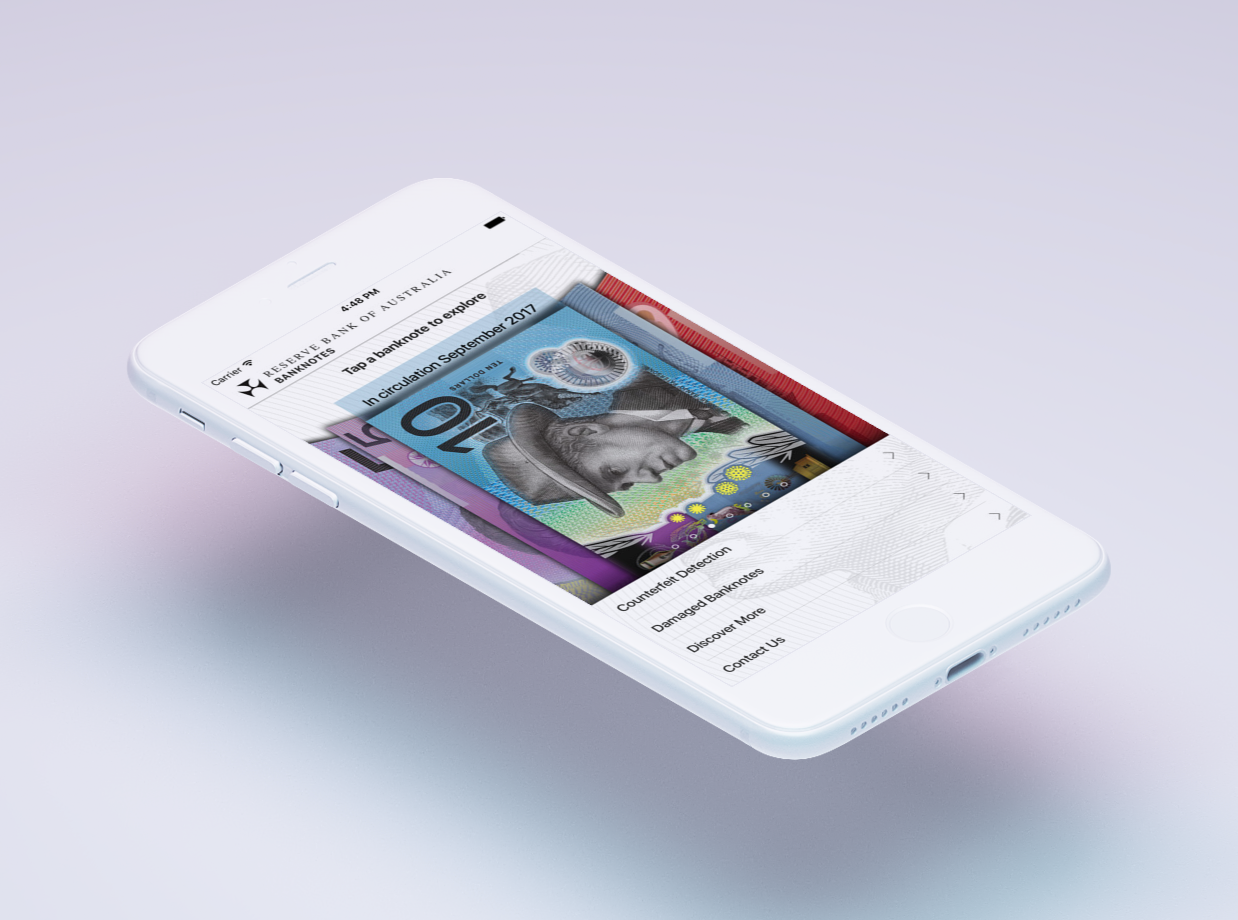 Carrier
4:48 PM
RESERVE BANK OF AUSTRALIA
BANKNOTES
Tap a banknote to explore
In circulation September 2017
10
TEN DOLLARS
5
Counterfeit Detection
Damaged Banknotes
Discover More
Contact Us